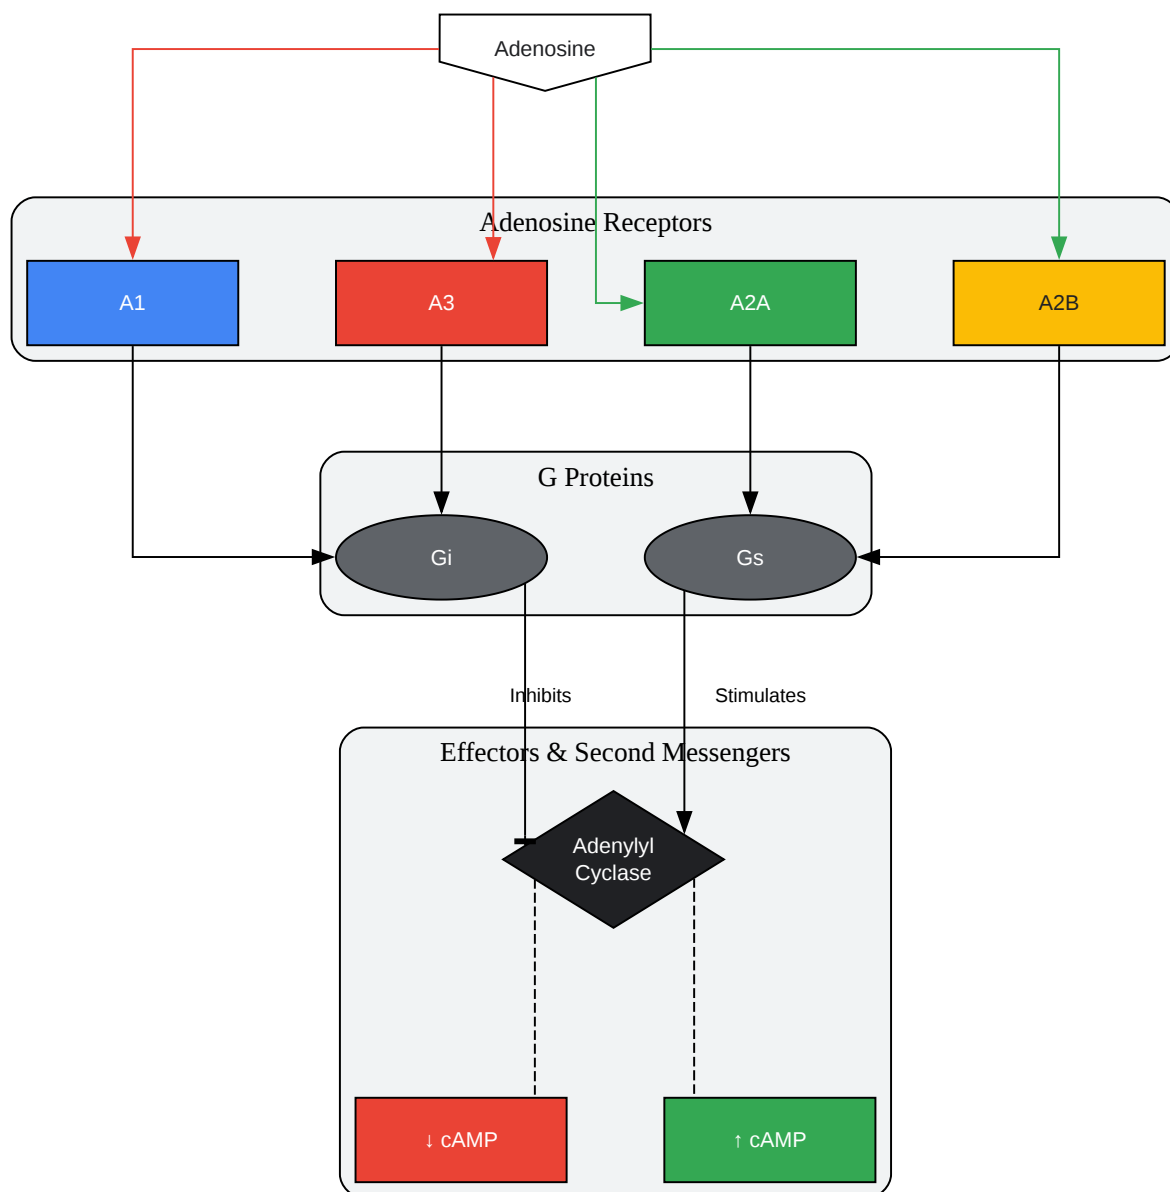 Adenosine
Adenosine Receptors
A1
A3
A2A
A2B
G Proteins
Gi
Gs
Inhibits
Stimulates
Effectors & Second Messengers
Adenylyl
Cyclase
↓ cAMP
↑ cAMP